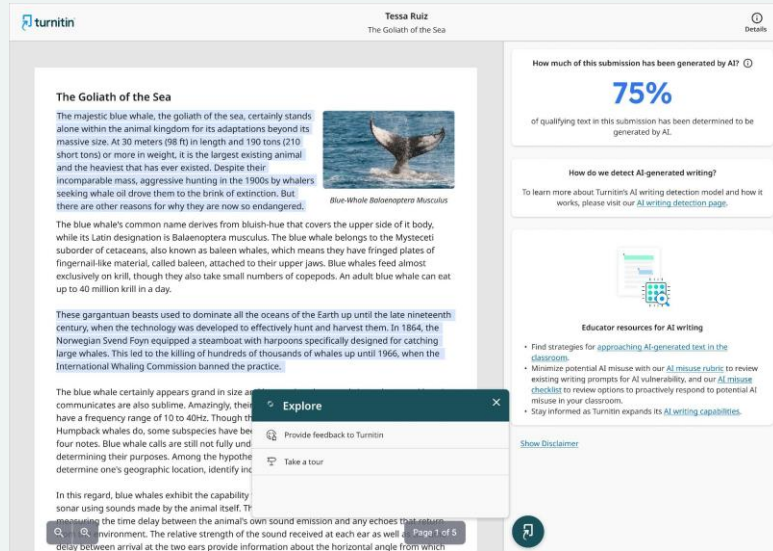 turnitin
Tessa Ruiz
The Goliath of the Sea
Details
The Goliath of the Sea
The majestic blue whale, the goliath of the sea, certainly stands
alone within the animal kingdom for its adaptations beyond its
massive size. At 30 meters (98 ft) in length and 190 tons (210
short tons) or more in weight, it is the largest existing animal
and the heaviest that has ever existed. Despite their
incomparable mass, aggressive hunting in the 1900s by whalers
seeking whale oil drove them to the brink of extinction. But
there are other reasons for why they are now so endangered.
Blue-Whale Balaenoptera Musculus
The blue whale's common name derives from bluish-hue that covers the upper side of it body,
while its Latin designation is Balaenoptera musculus. The blue whale belongs to the Mysteceti
suborder of cetaceans, also known as baleen whales, which means they have fringed plates of
fingernail-like material, called baleen, attached to their upper jaws. Blue whales feed almost
exclusively on krill, though they also take small numbers of copepods. An adult blue whale can eat
up to 40 million krill in a day.
These gargantuan beasts used to dominate all the oceans of the Earth up until the late nineteenth
century, when the technology was developed to effectively hunt and harvest them. In 1864, the
Norwegian Svend Foyn equipped a steamboat with harpoons specifically designed for catching
large whales. This led to the killing of hundreds of thousands of whales up until 1966, when the
International Whaling Commission banned the practice.
The blue whale certainly appears grand in size
communicates are also sublime. Amazingly, their
have a frequency range of 10 to 40Hz. Though th
Humpback whales do, some subspecies have be
four notes. Blue whale calls are still not fully und
determining their purposes. Among the hypothe
determine one's geographic location, identify in
In this regard, blue whales exhibit the capability
sonar using sounds made by the animal itself. Th
measuring the time delay between the animal's own sound emission and any echoes that return
environment. The relative strength of the sound received at each ear as well as
delay between arrival at the two ears provide information about the horizontal angle from which
Explore
Provide feedback to Turnitin
Take a tour
Page 1 of 5
How much of this submission has been generated by AI?
75%
of qualifying text in this submission has been determined to be
generated by AI.
How do we detect AI-generated writing?
To learn more about Turnitin's AI writing detection model and how it
works, please visit our AI writing detection page.
Educator resources for AI writing
• Find strategies for approaching AI-generated text in the
classroom.
• Minimize potential AI misuse with our AI misuse rubric to review
existing writing prompts for AI vulnerability, and our AI misuse
checklist to review options to proactively respond to potential AI
misuse in your classroom.
• Stay informed as Turnitin expands its AI writing capabilities.
Show Disclaimer